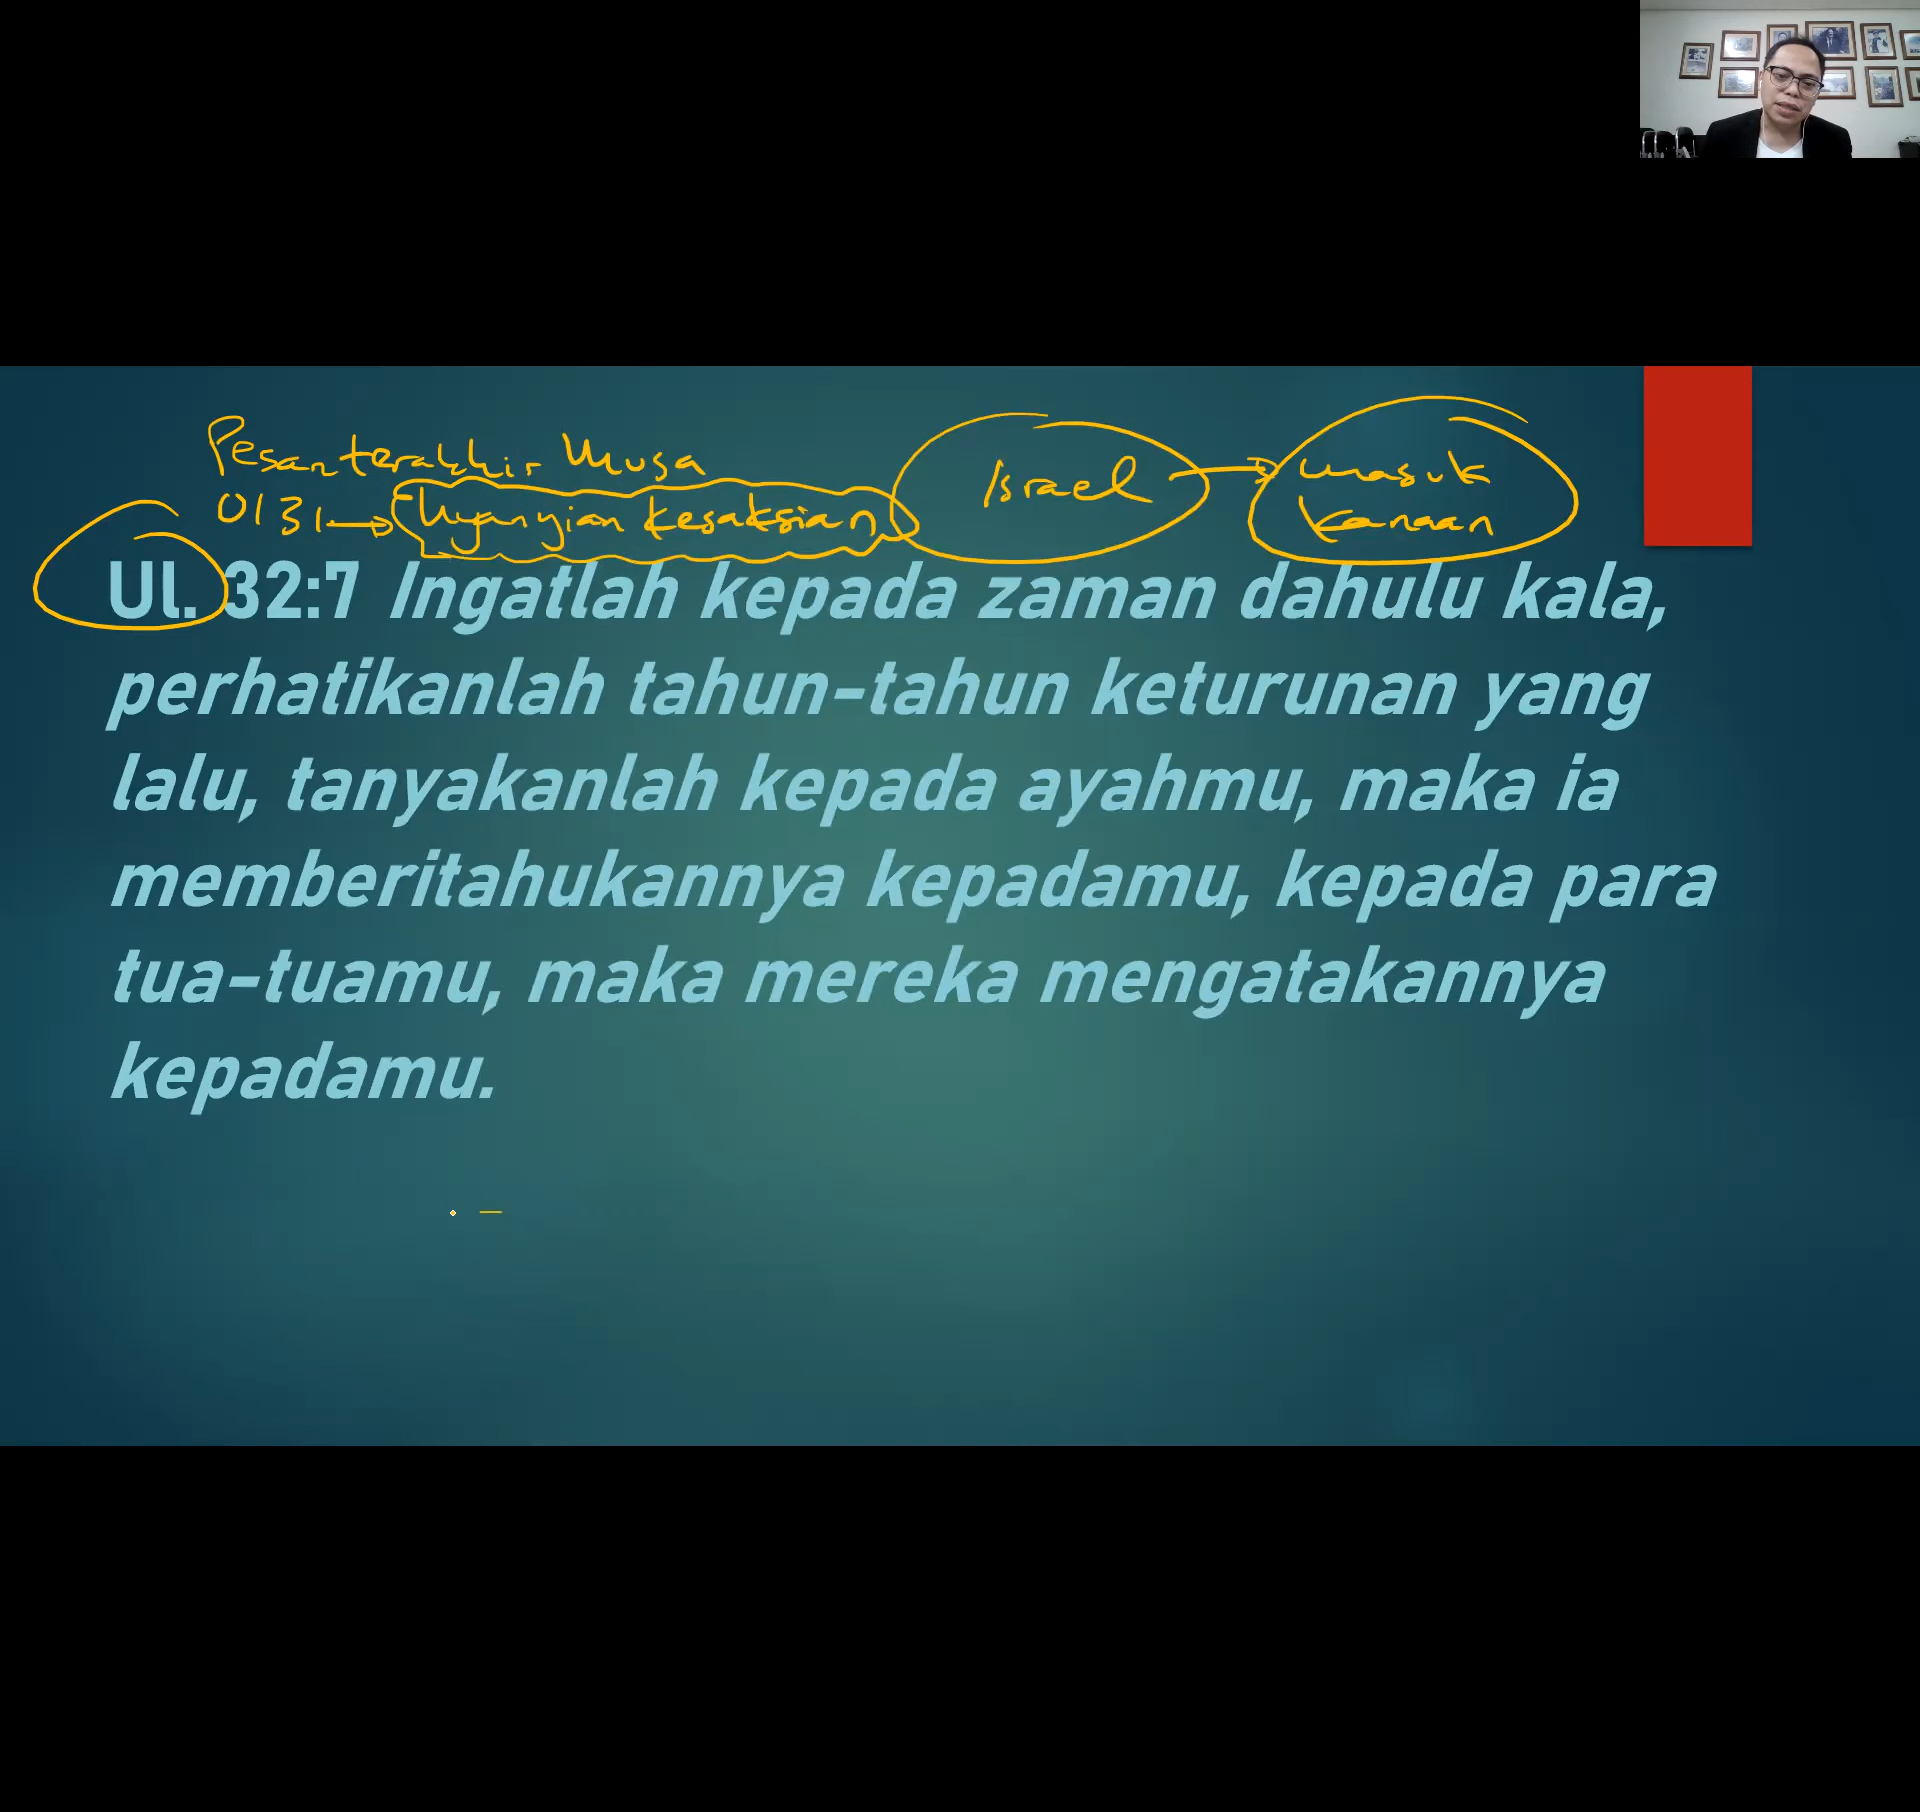 Pesan terakhir Musa
Ul 31 → Nyanyian Kesaksian
Israel → masuk
kanaan
Ul. 32:7 Ingatlah kepada zaman dahulu kala,
perhatikanlah tahun-tahun keturunan yang
lalu, tanyakanlah kepada ayahmu, maka ia
memberitahukannya kepadamu, kepada para
tua-tuamu, maka mereka mengatakannya
kepadamu.